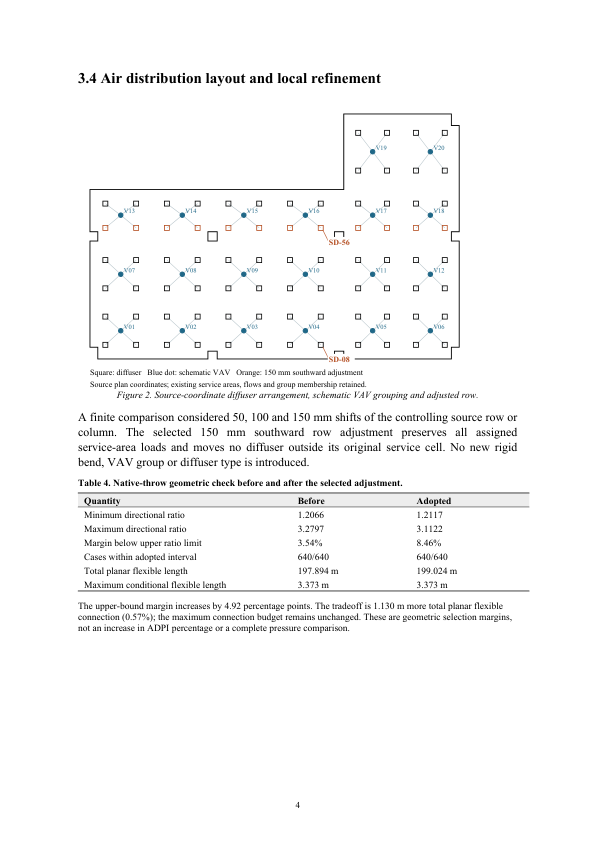 3.4 Air distribution layout and local refinement
V19 V20
V13 V14 V15 V16 V17 V18
SD-56
V07 V08 V09 V10 V11 V12
V01 V02 V03 V04 V05 V06
SD-08
Square: diffuser Blue dot: schematic VAV Orange: 150 mm southward adjustment
Source plan coordinates; existing service areas, flows and group membership retained.
Figure 2. Source-coordinate diffuser arrangement, schematic VAV grouping and adjusted row.
A finite comparison considered 50, 100 and 150 mm shifts of the controlling source row or
column. The selected 150 mm southward row adjustment preserves all assigned
service-area loads and moves no diffuser outside its original service cell. No new rigid
bend, VAV group or diffuser type is introduced.
Table 4. Native-throw geometric check before and after the selected adjustment.
Quantity Before Adopted
Minimum directional ratio 1.2066 1.2117
Maximum directional ratio 3.2797 3.1122
Margin below upper ratio limit 3.54% 8.46%
Cases within adopted interval 640/640 640/640
Total planar flexible length 197.894 m 199.024 m
Maximum conditional flexible length 3.373 m 3.373 m
The upper-bound margin increases by 4.92 percentage points. The tradeoff is 1.130 m more total planar flexible
connection (0.57%); the maximum connection budget remains unchanged. These are geometric selection margins,
not an increase in ADPI percentage or a complete pressure comparison.
4